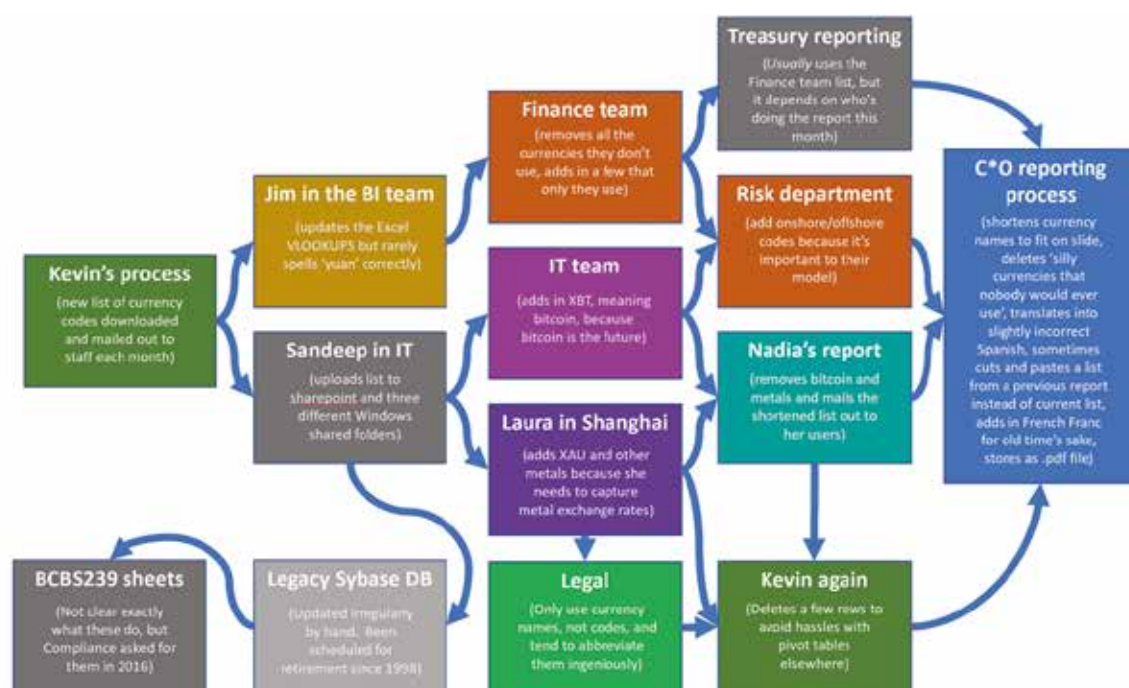 Treasury reporting
(Usually uses the
Finance team list, but
it depends on who's
doing the report this
month)
Finance team
(removes all the
currencies they don't
use, adds in a few that
only they use)
C*O reporting
process
(shortens currency
names to fit on slide,
deletes 'silly
currencies that
nobody would ever
use', translates into
slightly incorrect
Spanish, sometimes
cuts and pastes a list
from a previous report
instead of current list,
adds in French Franc
for old time's sake,
stores as .pdf file)
Jim in the BI team
(updates the Excel
VLOOKUPS but rarely
spells 'yuan' correctly)
Risk department
(add onshore/offshore
codes because it's
important to their
model)
Kevin's process
(new list of currency
codes downloaded
and mailed out to
staff each month)
IT team
(adds in XBT, meaning
bitcoin, because
bitcoin is the future)
Sandeep in IT
(uploads list to
sharepoint and three
different Windows
shared folders)
Nadia's report
(removes bitcoin and
metals and mails the
shortened list out to
her users)
Laura in Shanghai
(adds XAU and other
metals because she
needs to capture
metal exchange rates)
BCBS239 sheets
(Not clear exactly
what these do, but
Compliance asked for
them in 2016)
Legacy Sybase DB
(Updated irregularly
by hand. Been
scheduled for
retirement since 1998)
Legal
(Only use currency
names, not codes, and
tend to abbreviate
them ingeniously)
Kevin again
(Deletes a few rows to
avoid hassles with
pivot tables
elsewhere)